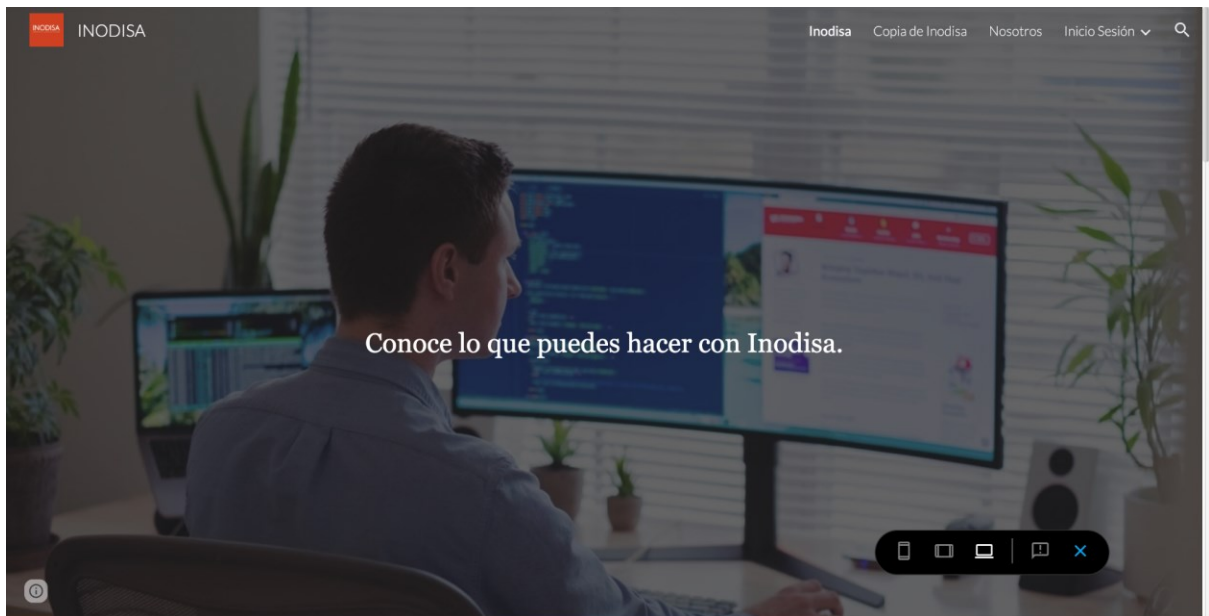 INODISA
INODISA
Inodisa
Copia de Inodisa
Nosotros
Inicio Sesión
Conoce lo que puedes hacer con Inodisa.